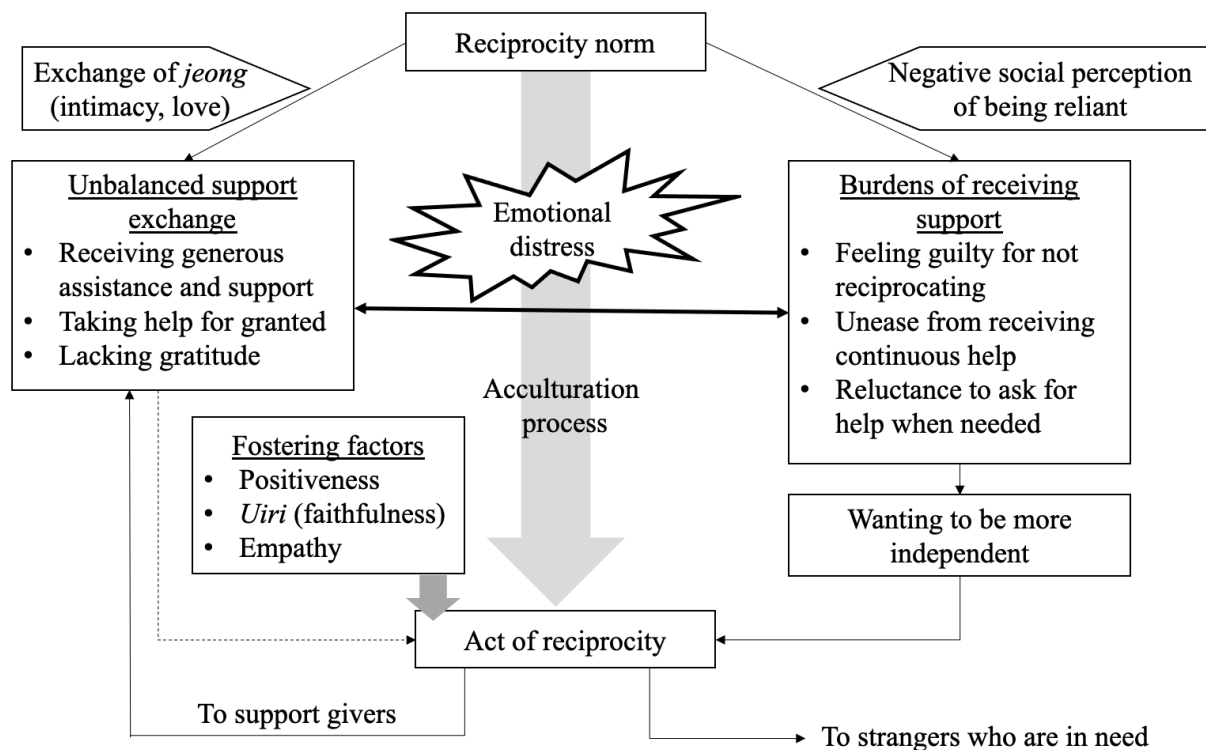 Reciprocity norm
Exchange of jeong
(intimacy, love)
Negative social perception
of being reliant
Unbalanced support
exchange
• Receiving generous
assistance and support
• Taking help for granted
• Lacking gratitude
Emotional
distress
Burdens of receiving
support
• Feeling guilty for not
reciprocating
• Unease from receiving
continuous help
• Reluctance to ask for
help when needed
Acculturation
process
Fostering factors
• Positiveness
• Uiri (faithfulness)
• Empathy
Wanting to be more
independent
Act of reciprocity
To support givers
To strangers who are in need